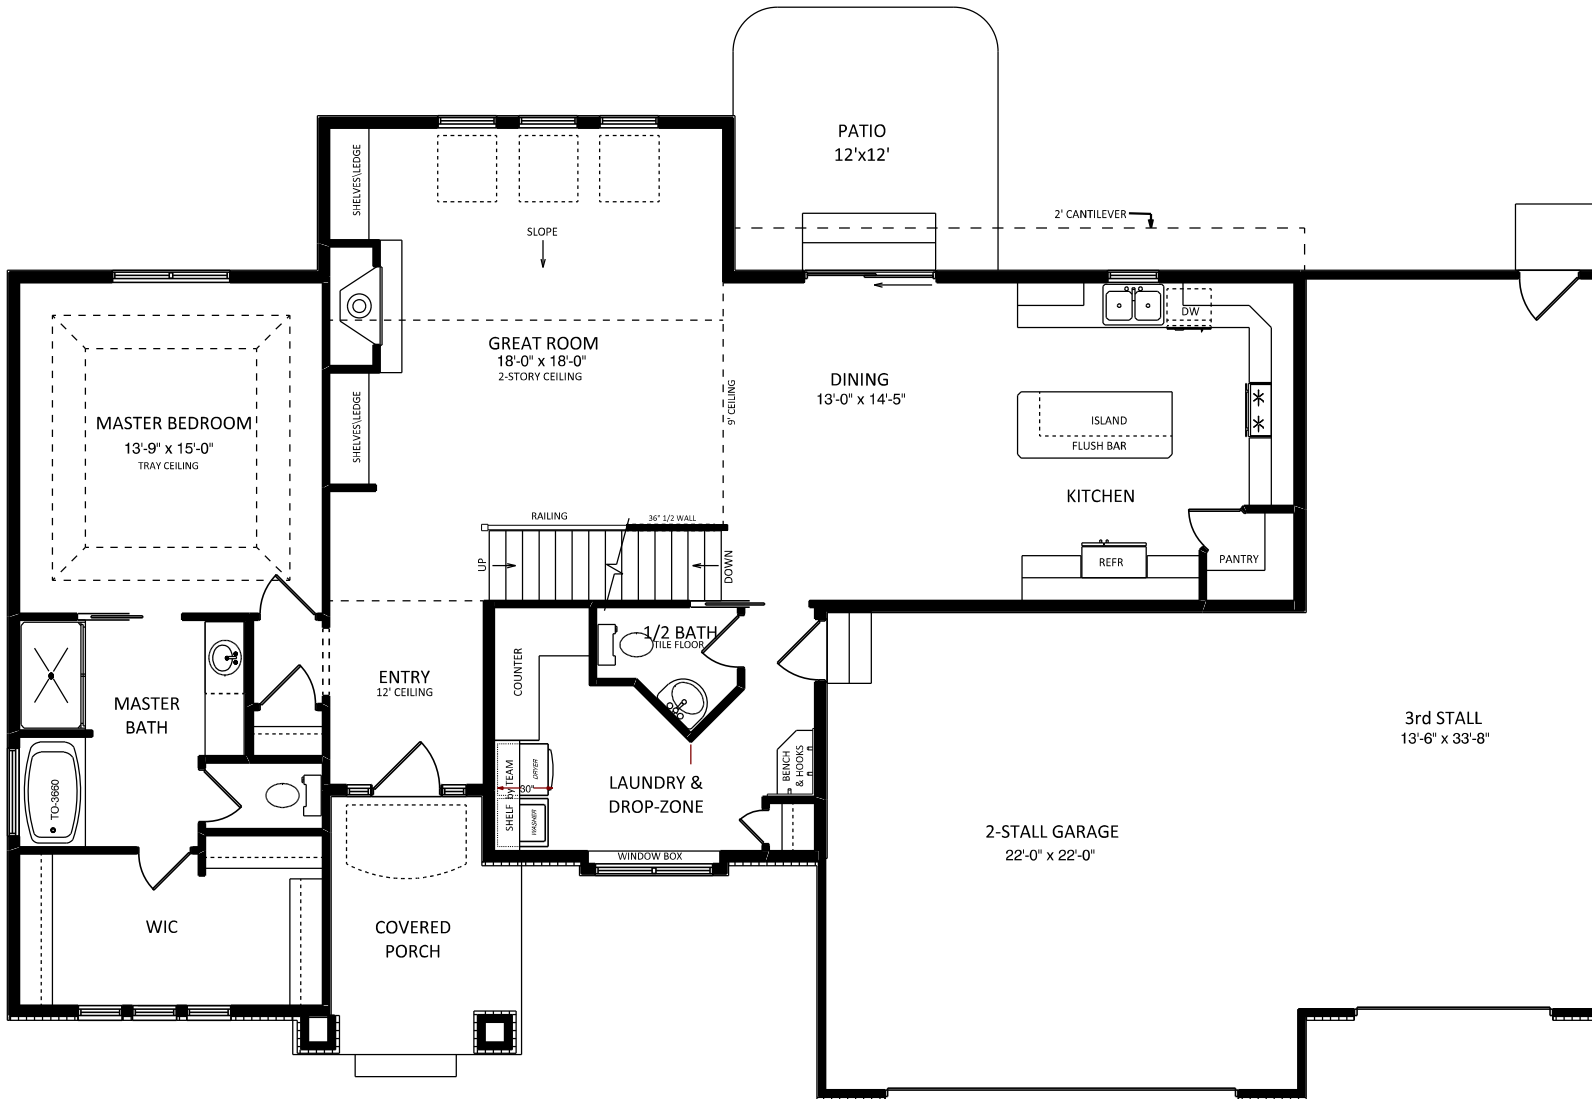 PATIO
12'x12'
2' CANTILEVER
SHELVES\LEDGE
SLOPE
DW
GREAT ROOM
18'-0" x 18'-0"
2-STORY CEILING
9' CEILING
DINING
13'-0" x 14'-5"
ISLAND
FLUSH BAR
SHELVES\LEDGE
MASTER BEDROOM
13'-9" x 15'-0"
TRAY CEILING
KITCHEN
RAILING
36" 1/2 WALL
UP
DOWN
REFR
PANTRY
1/2 BATH
TILE FLOOR
COUNTER
ENTRY
12' CEILING
MASTER
BATH
3rd STALL
13'-6" x 33'-8"
TO-3660
SHELF by TEAM
DRYER
30"
WASHER
LAUNDRY &
DROP-ZONE
BENCH
& HOOKS
2-STALL GARAGE
22'-0" x 22'-0"
WINDOW BOX
WIC
COVERED
PORCH